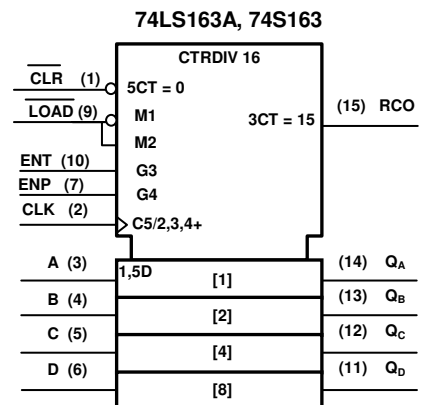 74LS163A, 74S163
CTRDIV 16
CLR (1) 5CT = 0
LOAD (9) M1
3CT = 15 (15) RCO
M2
ENT (10) G3
ENP (7) G4
CLK (2) C5/2,3,4+
A (3) 1,5D [1] (14) QA
B (4) [2] (13) QB
C (5) [4] (12) QC
D (6) [8] (11) QD